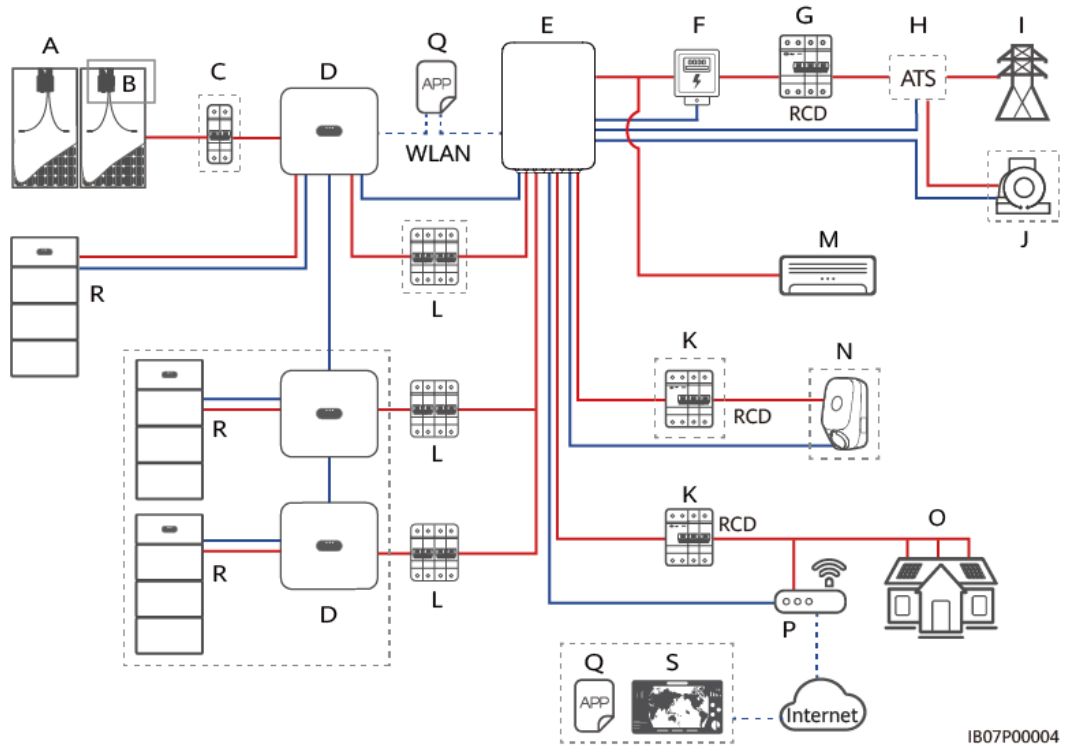 A
B
C
D
Q
APP
WLAN
E
F
G
RCD
H
ATS
I
J
R
L
M
K
RCD
N
R
L
K
RCD
O
R
D
L
P
Q
APP
S
Internet
IB07P00004